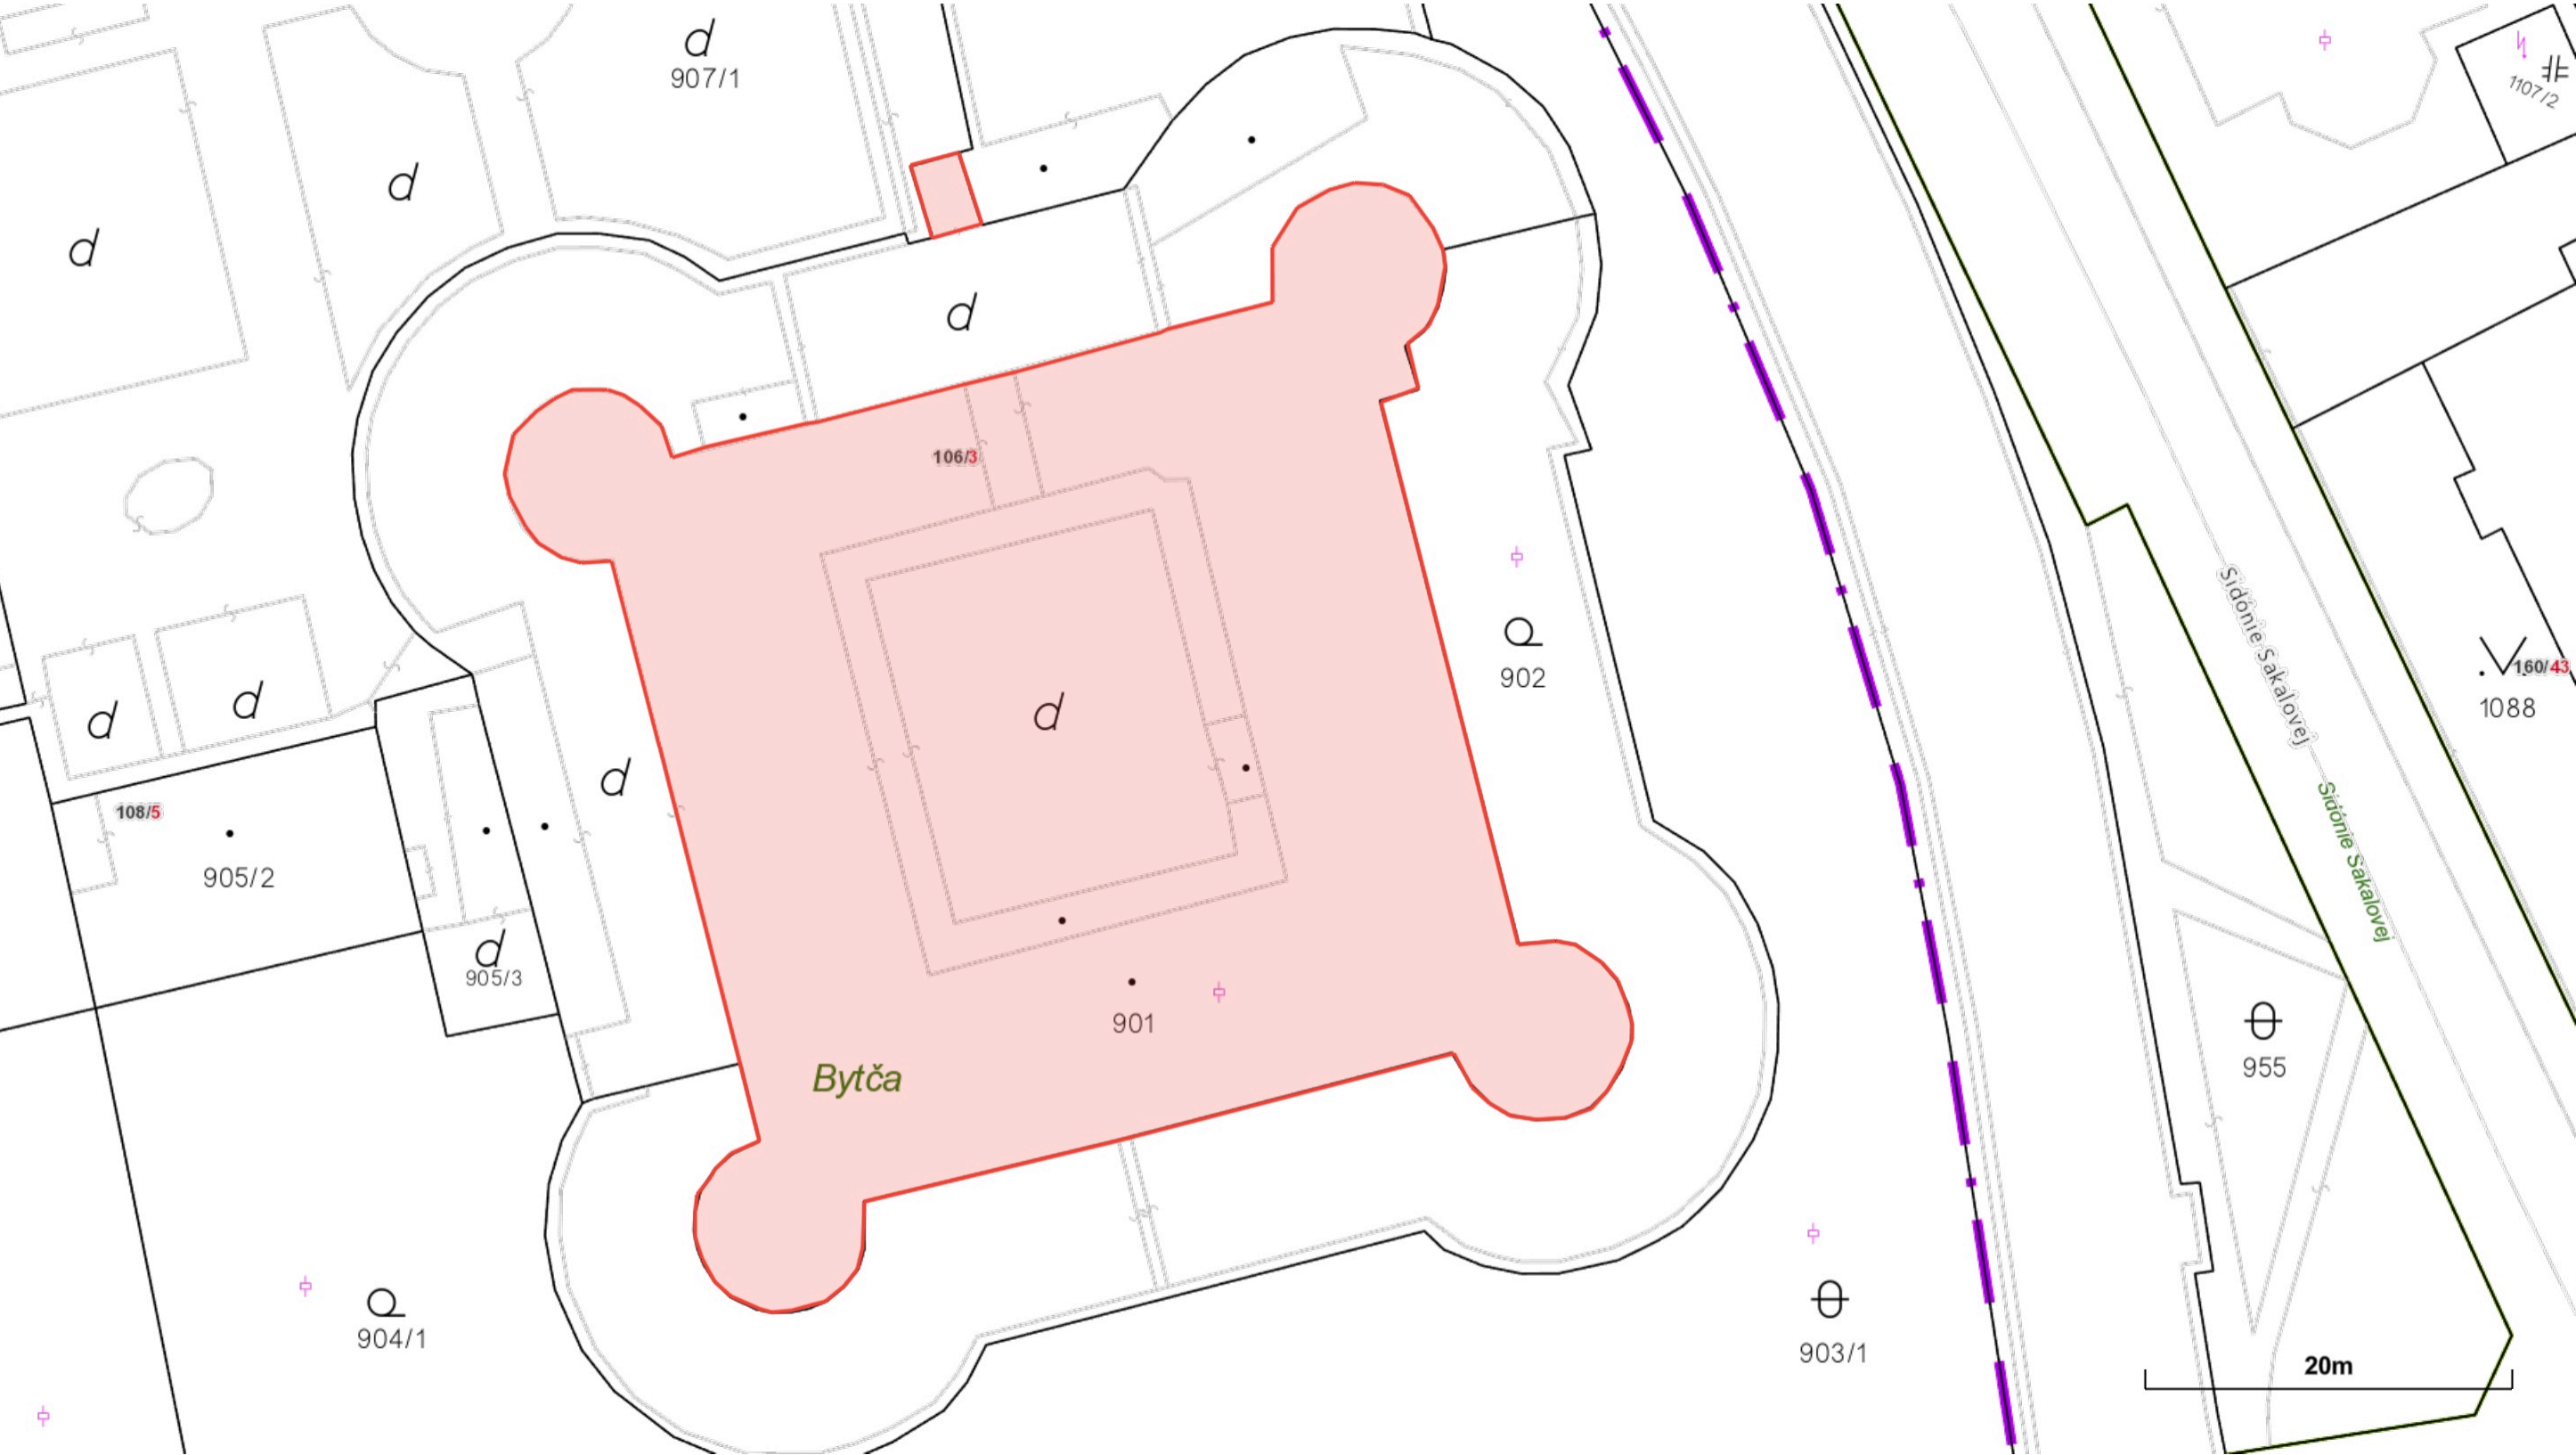 d
907/1
1107/2
d
d
d
106/3
d
902
Sidónie Sakalovej
160/43
1088
d
d
d
108/5
905/2
d
905/3
Sidónie Sakalovej
901
Bytča
955
904/1
903/1
20m